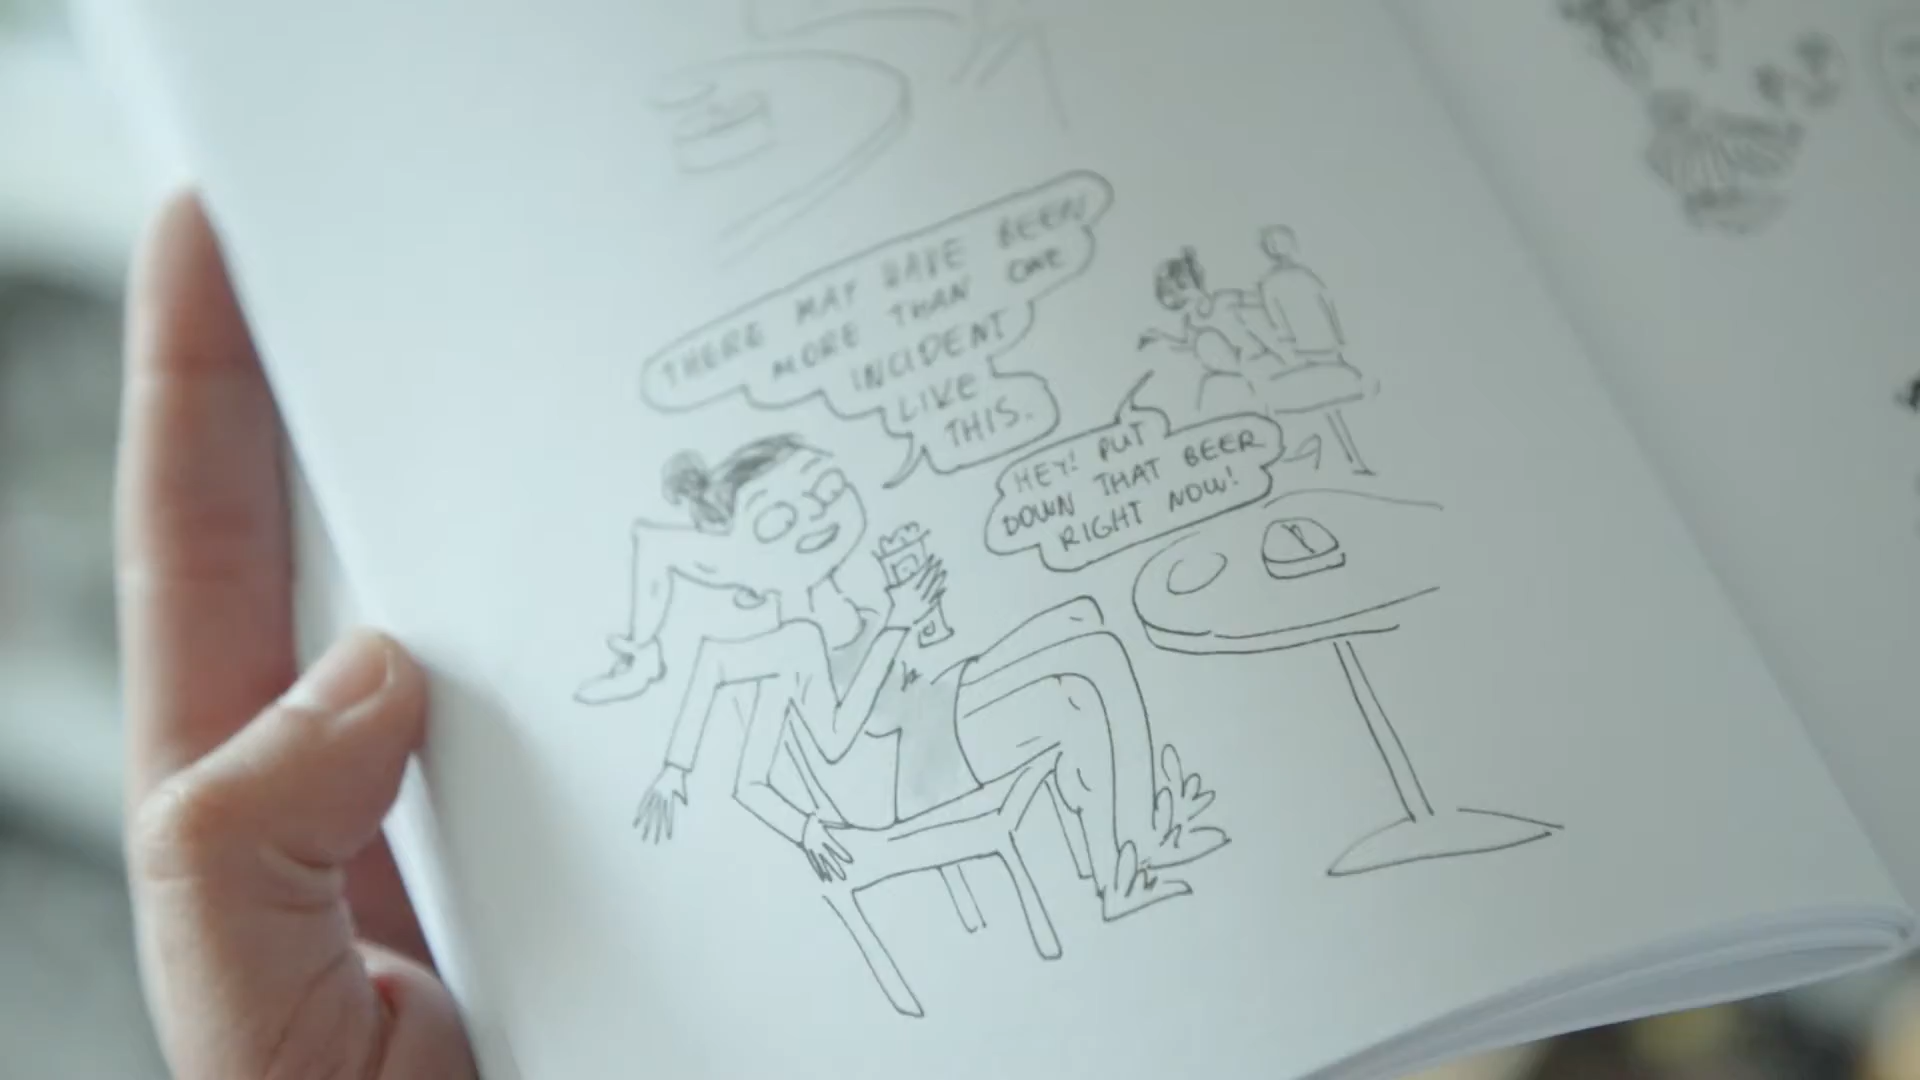 THERE MAY HAVE BEEN
MORE THAN ONE
INCIDENT
LIKE
THIS.
HEY! PUT
DOWN THAT BEER
RIGHT NOW!